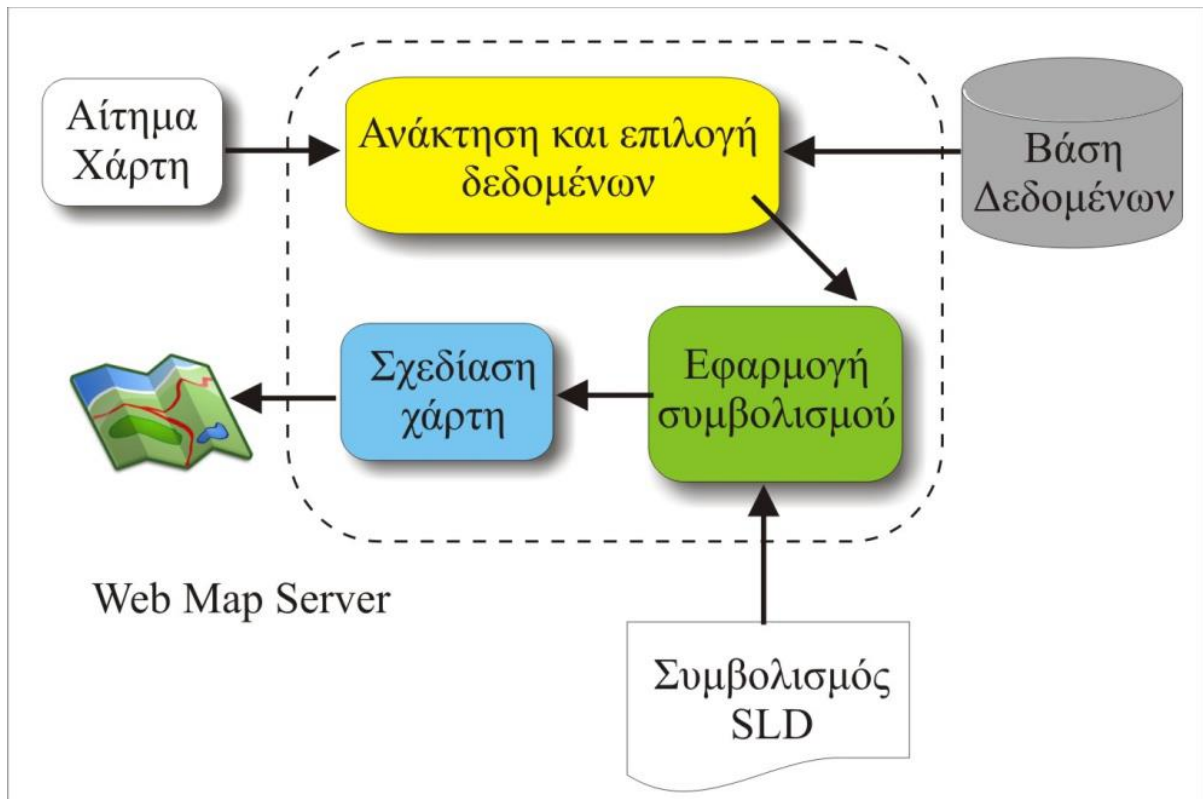 Αίτημα
Χάρτη
Ανάκτηση και επιλογή
δεδομένων
Βάση
Δεδομένων
Σχεδίαση
χάρτη
Εφαρμογή
συμβολισμού
Web Map Server
Συμβολισμός
SLD